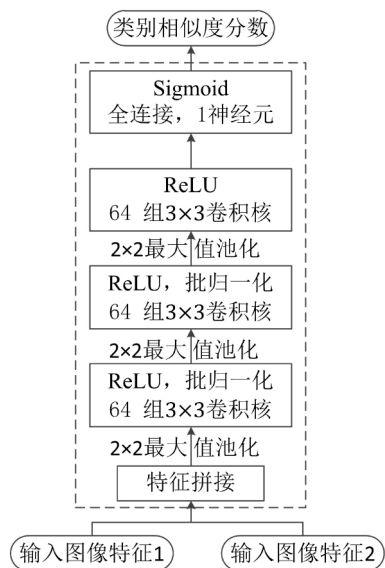 类别相似度分数
Sigmoid
全连接，1神经元
ReLU
64 组3×3卷积核
2×2最大值池化
ReLU，批归一化
64 组3×3卷积核
2×2最大值池化
ReLU，批归一化
64 组3×3卷积核
2×2最大值池化
特征拼接
输入图像特征1
输入图像特征2